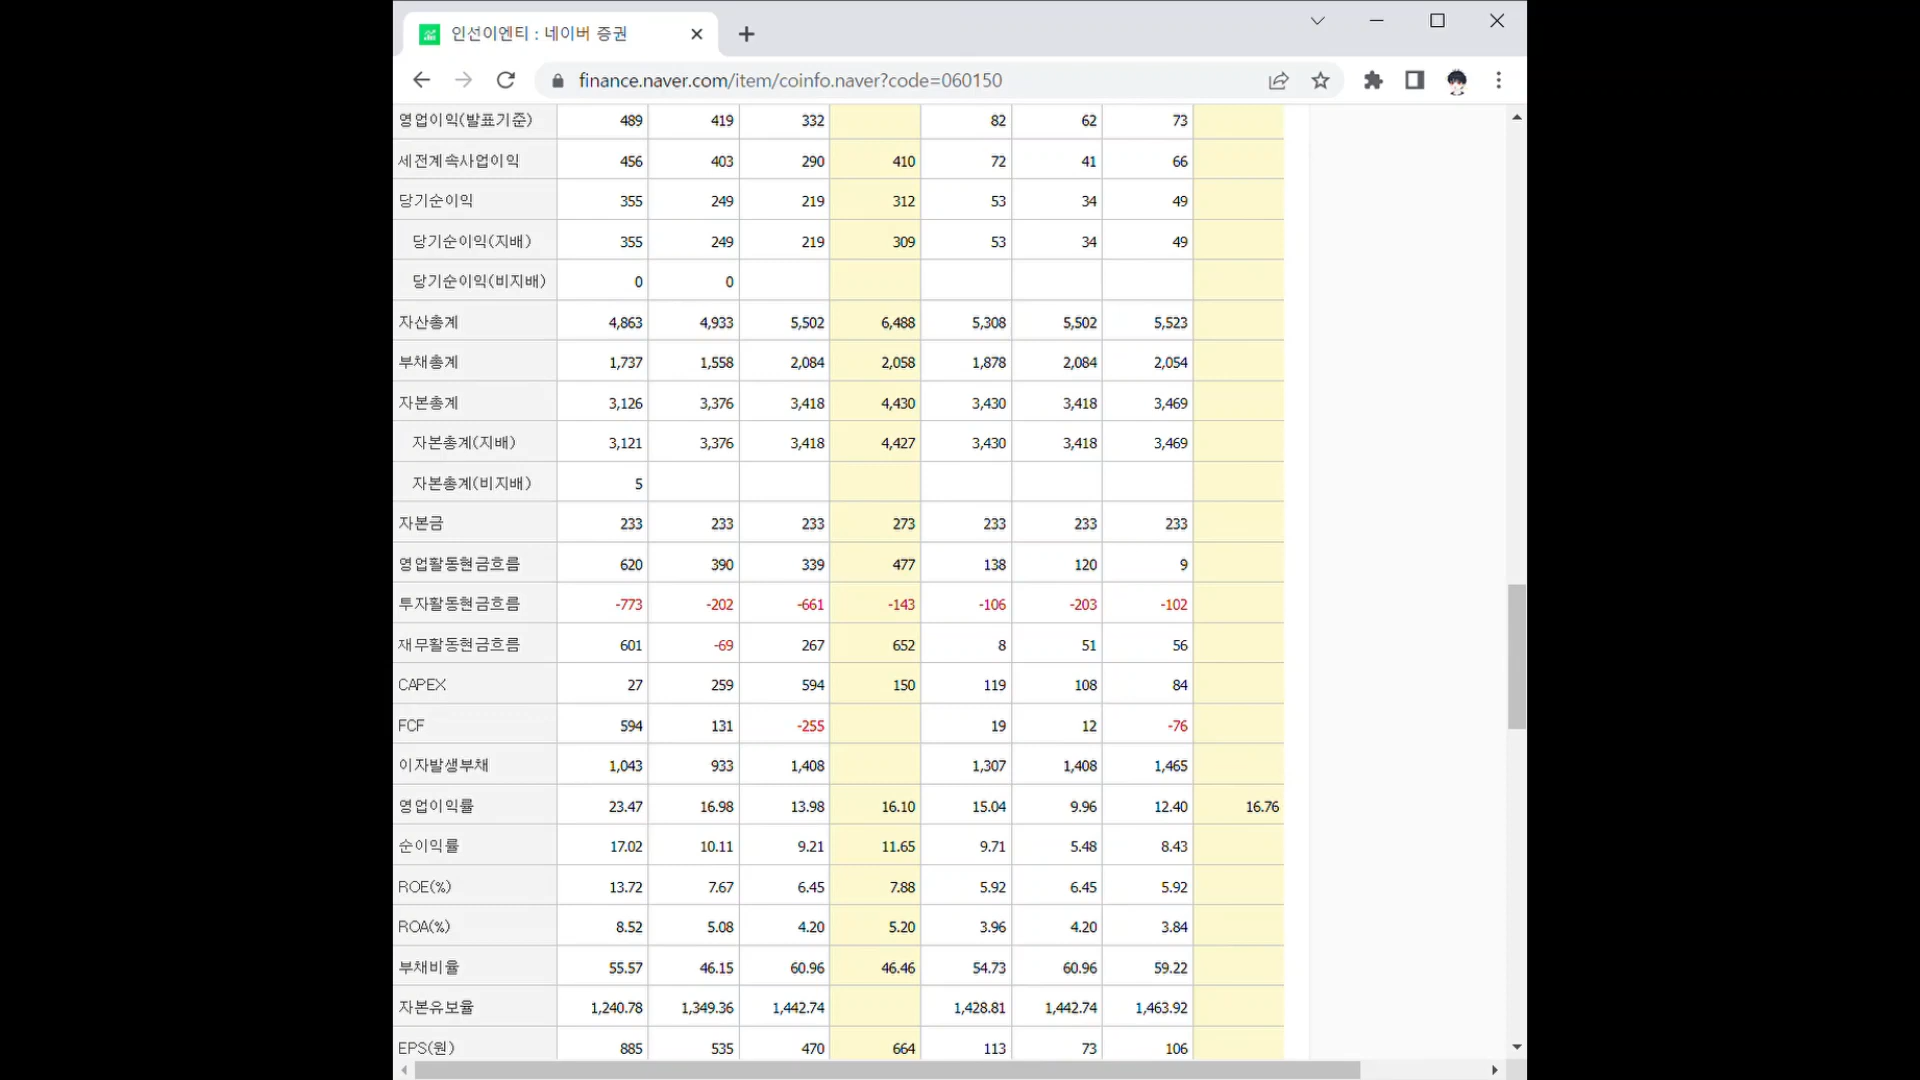 인선이엔티 : 네이버 증권
finance.naver.com/item/coinfo.naver?code=060150
영업이익(발표기준) 489 419 332 82 62 73
세전계속사업이익 456 403 290 410 72 41 66
당기순이익 355 249 219 312 53 34 49
당기순이익(지배) 355 249 219 309 53 34 49
당기순이익(비지배) 0 0
자산총계 4,863 4,933 5,502 6,488 5,308 5,502 5,523
부채총계 1,737 1,558 2,084 2,058 1,878 2,084 2,054
자본총계 3,126 3,376 3,418 4,430 3,430 3,418 3,469
자본총계(지배) 3,121 3,376 3,418 4,427 3,430 3,418 3,469
자본총계(비지배) 5
자본금 233 233 233 273 233 233 233
영업활동현금흐름 620 390 339 477 138 120 9
투자활동현금흐름 -773 -202 -661 -143 -106 -203 -102
재무활동현금흐름 601 -69 267 652 8 51 56
CAPEX 27 259 594 150 119 108 84
FCF 594 131 -255 19 12 -76
이자발생부채 1,043 933 1,408 1,307 1,408 1,465
영업이익률 23.47 16.98 13.98 16.10 15.04 9.96 12.40 16.76
순이익률 17.02 10.11 9.21 11.65 9.71 5.48 8.43
ROE(%) 13.72 7.67 6.45 7.88 5.92 6.45 5.92
ROA(%) 8.52 5.08 4.20 5.20 3.96 4.20 3.84
부채비율 55.57 46.15 60.96 46.46 54.73 60.96 59.22
자본유보율 1,240.78 1,349.36 1,442.74 1,428.81 1,442.74 1,463.92
EPS(원) 885 535 470 664 113 73 106